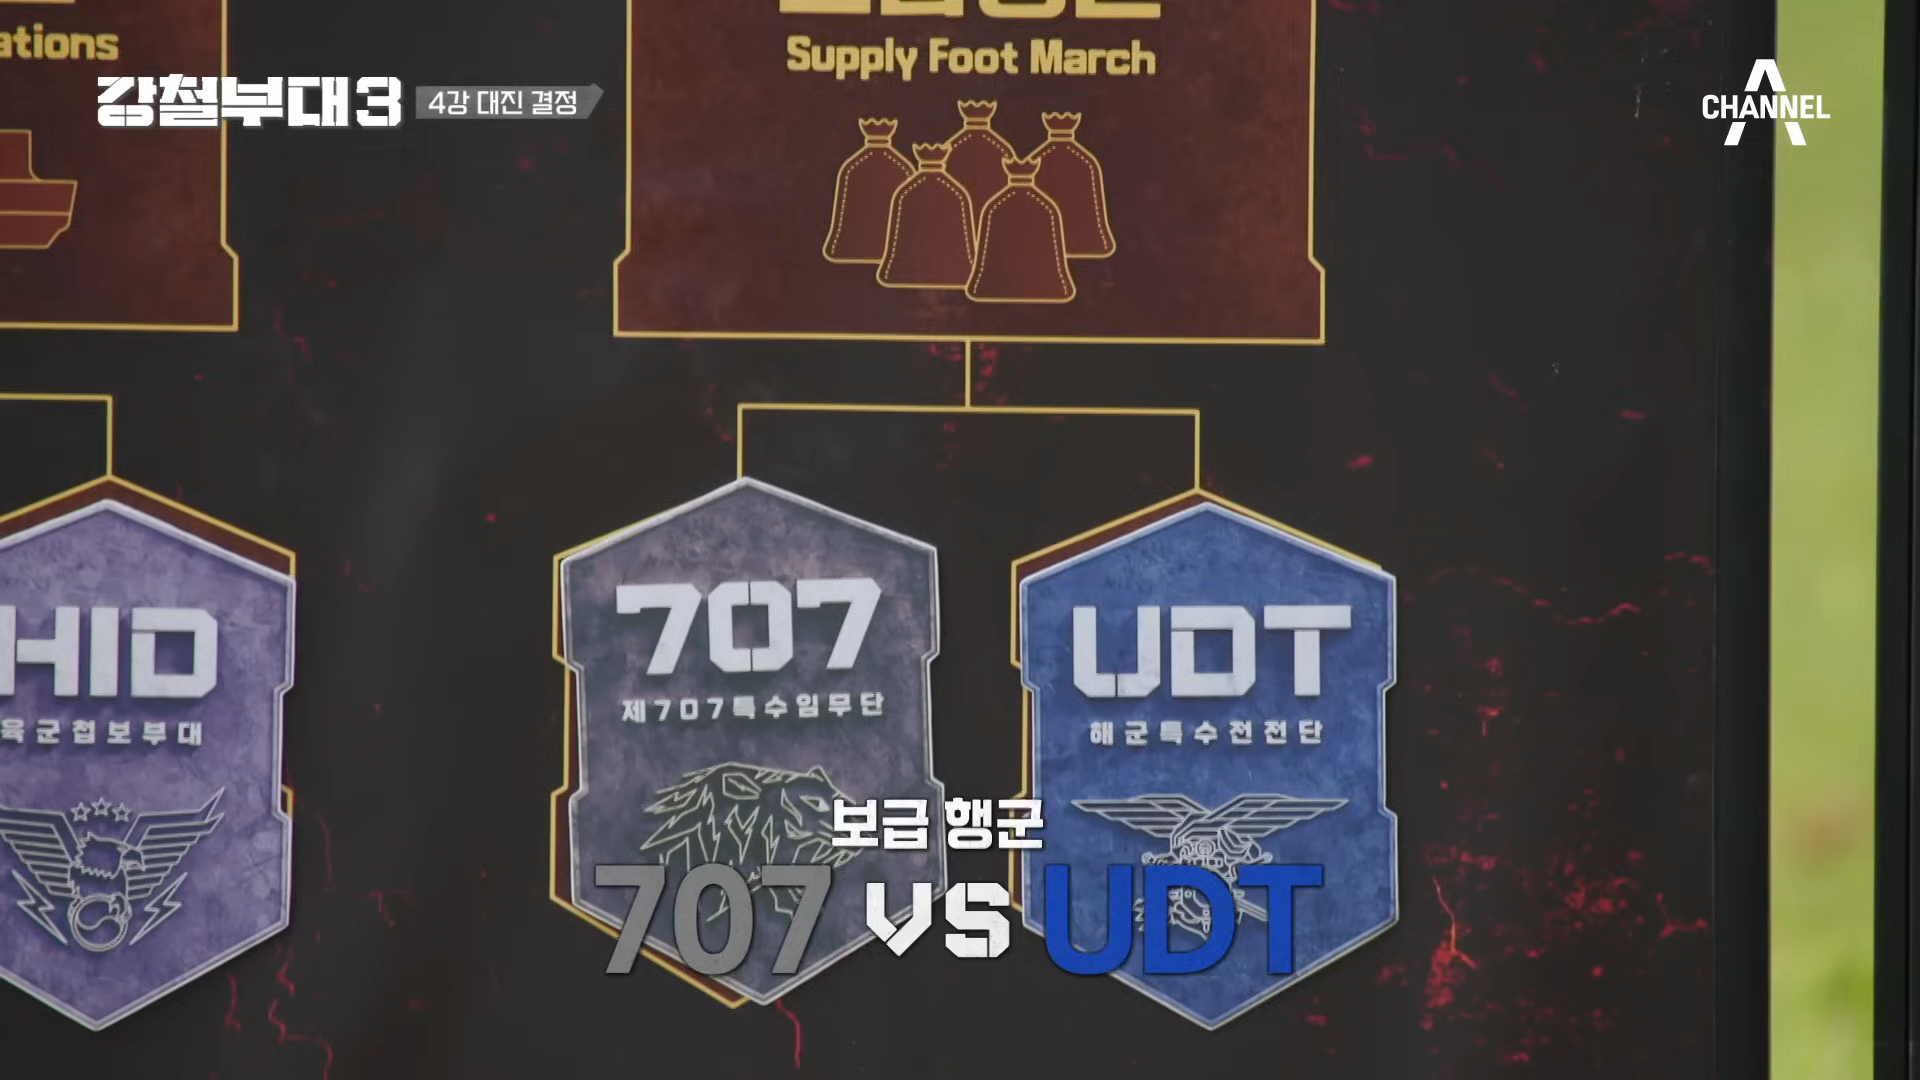 Supply Foot March
강철부대3
4강 대진 결정
CHANNEL A
HID
육군첩보부대
707
제707특수임무단
UDT
해군특수전전단
보급 행군
707 VS UDT